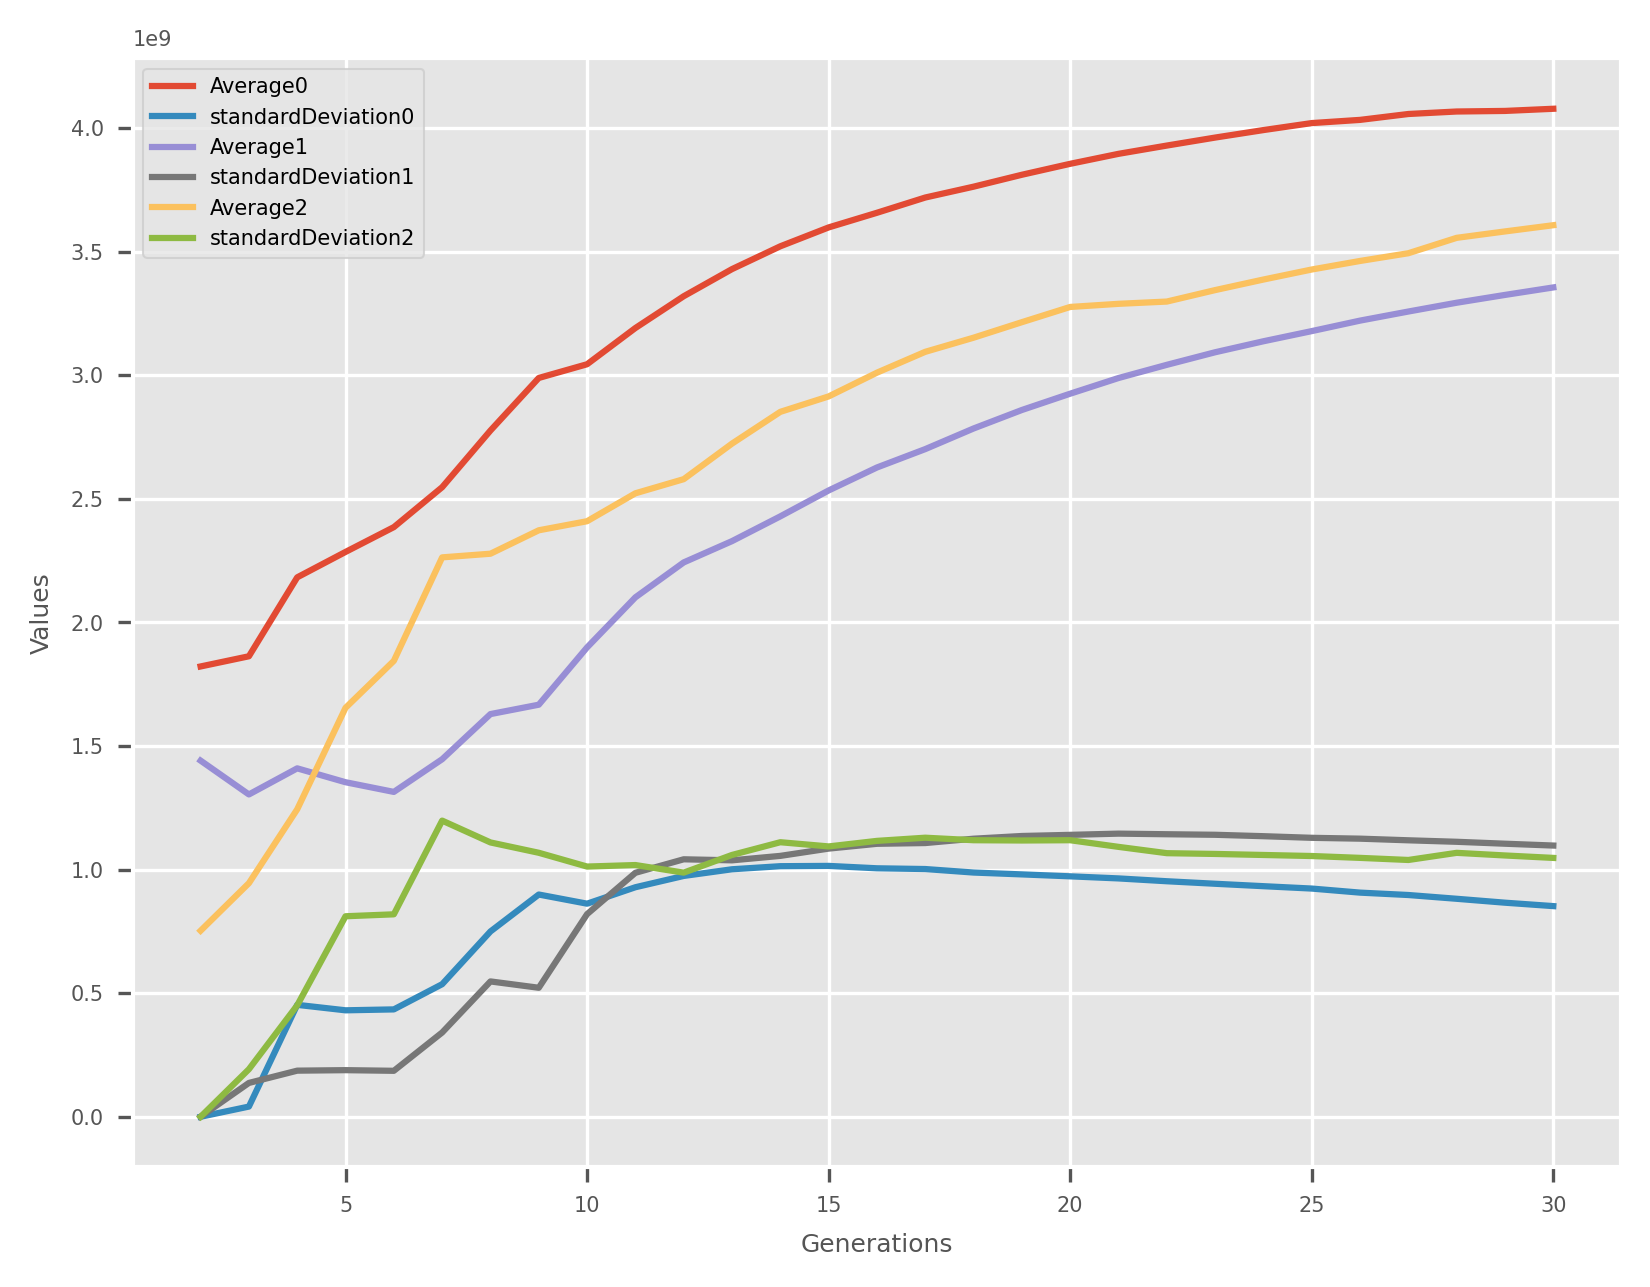 1e9
Average0
standardDeviation0
Average1
standardDeviation1
Average2
standardDeviation2
4.0
3.5
3.0
2.5
2.0
1.5
1.0
0.5
0.0
Values
5 10 15 20 25 30
Generations